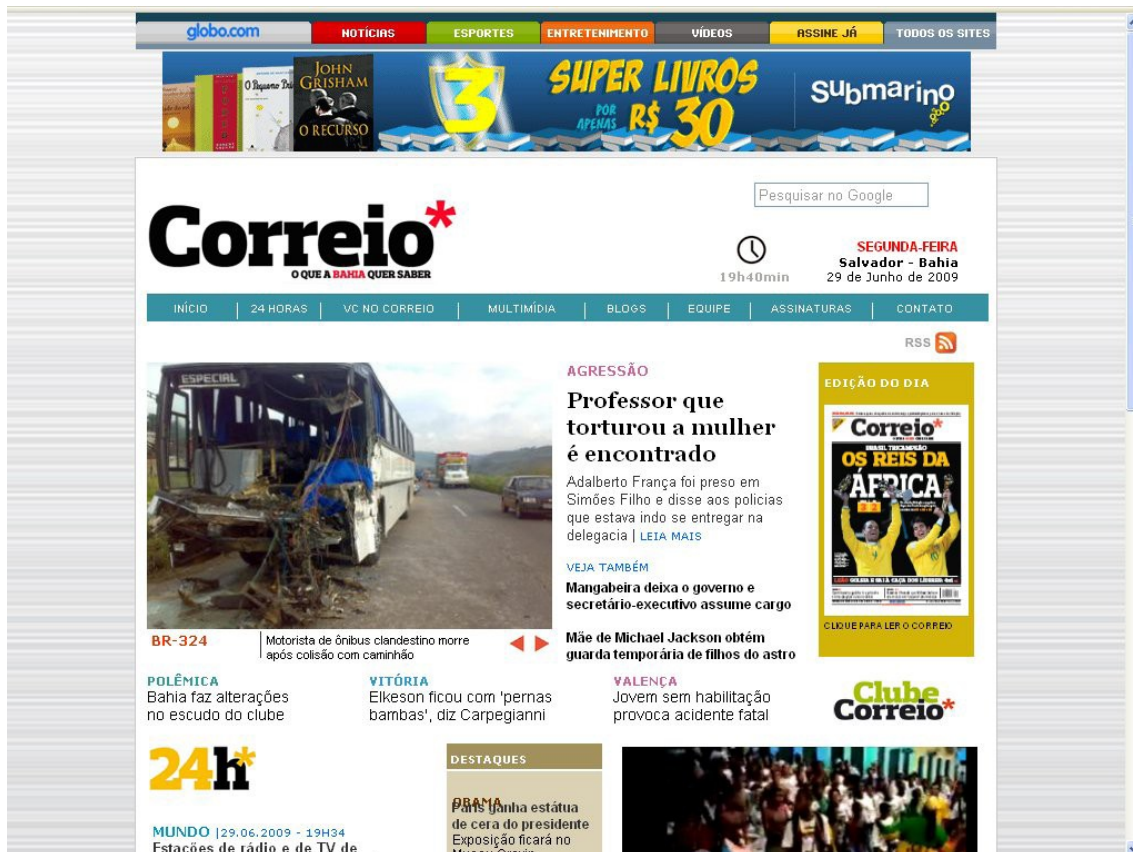 globo.com
NOTÍCIAS
ESPORTES
ENTRETENIMENTO
VÍDEOS
ASSINE JÁ
TODOS OS SITES
O Pequeno
JOHN
GRISHAM
O RECURSO
3
SUPER LIVROS
POR
APENAS
R$ 30
submarino
Pesquisar no Google
Correio*
O QUE A BAHIA QUER SABER
19h40min
SEGUNDA-FEIRA
Salvador - Bahia
29 de Junho de 2009
INÍCIO | 24 HORAS | VC NO CORREIO | MULTIMÍDIA | BLOGS | EQUIPE | ASSINATURAS | CONTATO
RSS
ESPECIAL
BR-324
Motorista de ônibus clandestino morre
após colisão com caminhão
AGRESSÃO
Professor que
torturou a mulher
é encontrado
Adalberto França foi preso em
Simões Filho e disse aos policias
que estava indo se entregar na
delegacia | LEIA MAIS
VEJA TAMBÉM
Mangabeira deixa o governo e
secretário-executivo assume cargo
Mãe de Michael Jackson obtém
guarda temporária de filhos do astro
EDIÇÃO DO DIA
Correio*
BRASIL TRICAMPEÃO
OS REIS DA
ÁFRICA
3 2
CLIQUE PARA LER O CORREIO
POLÊMICA
Bahia faz alterações
no escudo do clube
VITÓRIA
Elkeson ficou com 'pernas
bambas', diz Carpegianni
VALENÇA
Jovem sem habilitação
provoca acidente fatal
Clube
Correio*
24h*
MUNDO |29.06.2009 - 19H34
Estações de rádio e de TV de
DESTAQUES
OBAMA
Paris ganha estátua
de cera do presidente
Exposição ficará no
Museu Grevin